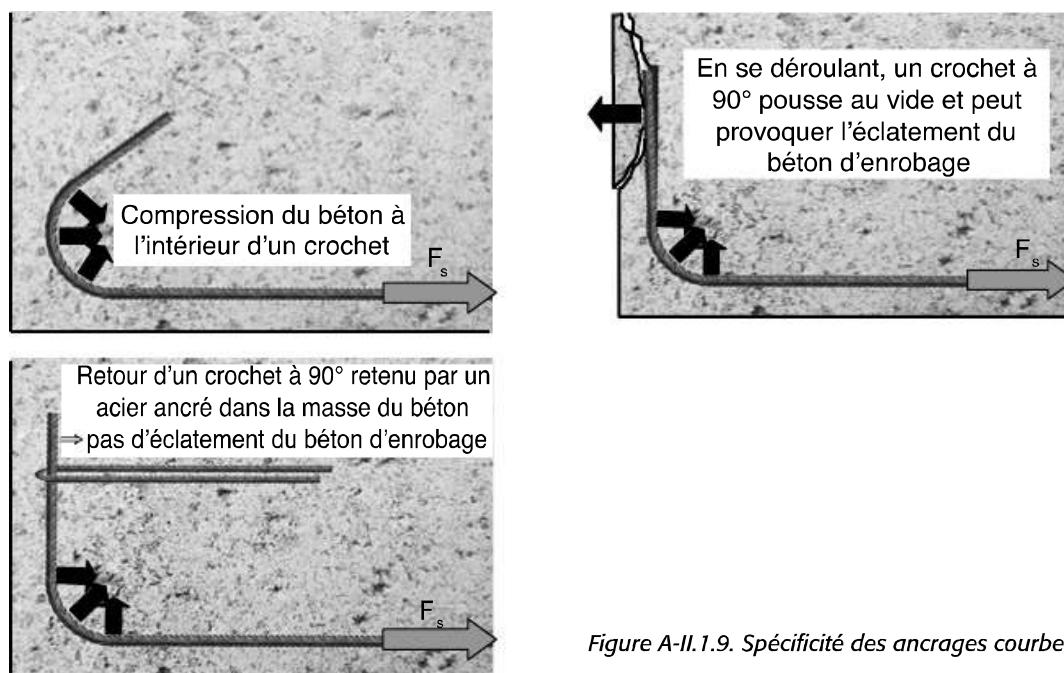 Compression du béton à
l'intérieur d'un crochet
F s
En se déroulant, un crochet à
90° pousse au vide et peut
provoquer l'éclatement du
béton d'enrobage
F s
Retour d'un crochet à 90° retenu par un
acier ancré dans la masse du béton
⇒ pas d'éclatement du béton d'enrobage
F s
Figure A-II.1.9. Spécificité des ancrages courbe